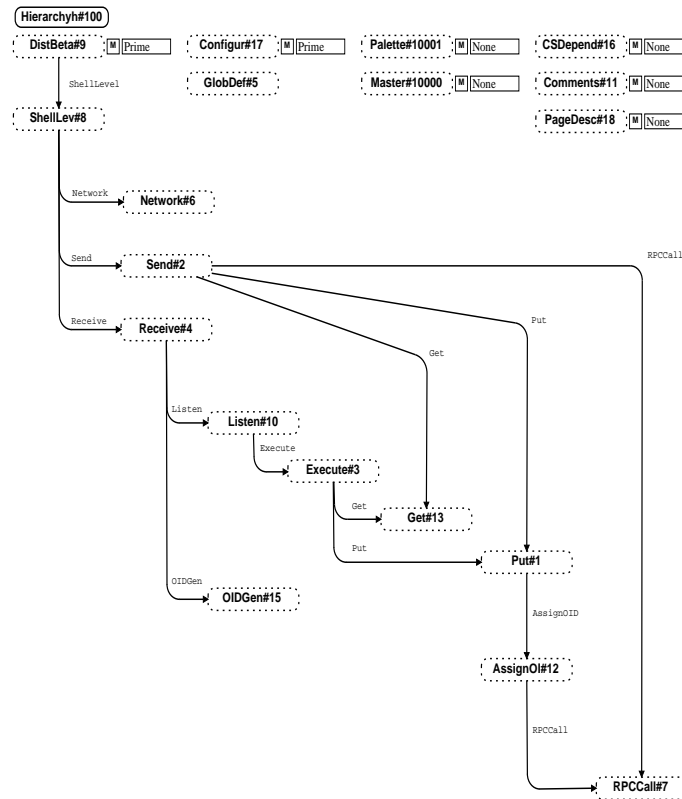 Hierarchyh#100
DistBeta#9 M Prime Configur#17 M Prime Palette#10001 M None CSDepend#16 M None
ShellLevel GlobDef#5 Master#10000 M None Comments#11 M None
ShellLev#8 PageDesc#18 M None
Network Network#6
Send Send#2 RPCCall
Receive Receive#4 Put
Get
Listen Listen#10
Execute Execute#3
Get Get#13
Put Put#1
OIDGen OIDGen#15
AssignOID
AssignOI#12
RPCCall
RPCCall#7